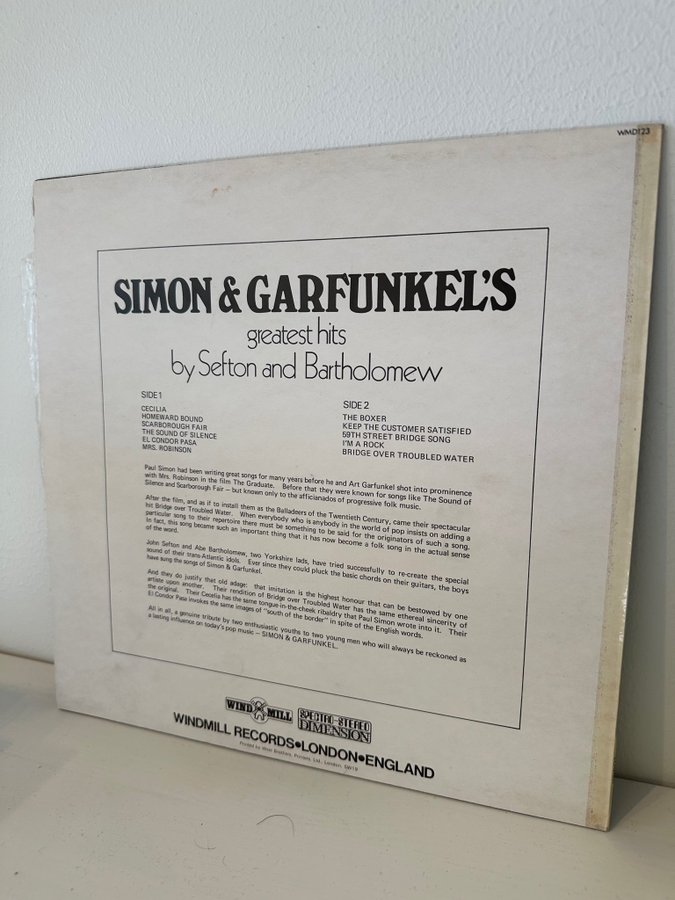 WMD123
SIMON & GARFUNKEL'S
greatest hits
by Sefton and Bartholomew
SIDE 1
CECILIA
HOMEWARD BOUND
SCARBOROUGH FAIR
THE SOUND OF SILENCE
EL CONDOR PASA
MRS. ROBINSON
SIDE 2
THE BOXER
KEEP THE CUSTOMER SATISFIED
59TH STREET BRIDGE SONG
I'M A ROCK
BRIDGE OVER TROUBLED WATER
Paul Simon had been writing great songs for many years before he and Art Garfunkel shot into prominence
with Mrs. Robinson in the film The Graduate. Before that they were known for songs like The Sound of
Silence and Scarborough Fair – but known only to the afficianados of progressive folk music.
After the film, and as if to install them as the Balladeers of the Twentieth Century, came their spectacular
hit Bridge over Troubled Water. When everybody who is anybody in the world of pop insists on adding a
particular song to their repertoire there must be something to be said for the originators of such a song.
In fact, this song became such an important thing that it has now become a folk song in the actual sense
of the word.
John Sefton and Abe Bartholomew, two Yorkshire lads, have tried successfully to re-create the special
sound of their trans-Atlantic idols. Ever since they could pluck the basic chords on their guitars, the boys
have sung the songs of Simon & Garfunkel.
And they do justify that old adage: that imitation is the highest honour that can be bestowed by one
artiste upon another. Their rendition of Bridge over Troubled Water has the same ethereal sincerity of
the original. Their Cecelia has the same tongue-in-the-cheek ribaldry that Paul Simon wrote into it. Their
El Condor Pasa invokes the same images of "south of the border" in spite of the English words.
All in all, a genuine tribute by two enthusiastic youths to two young men who will always be reckoned as
a lasting influence on today's pop music – SIMON & GARFUNKEL.
WIND MILL
SPECTRO-STEREO
DIMENSION
WINDMILL RECORDS•LONDON•ENGLAND
Printed by West Brothers, Printers, Ltd. London, SW19